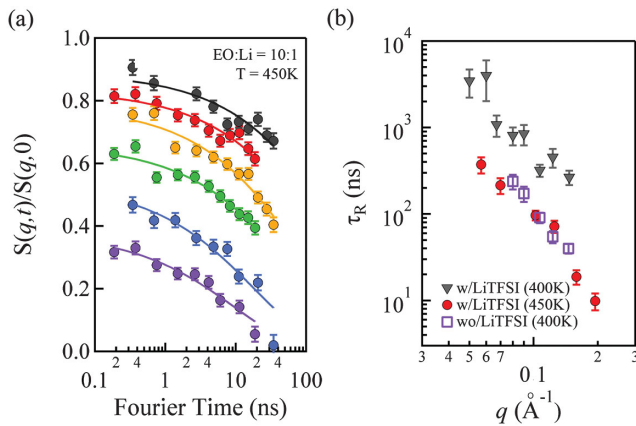 (a)
EO:Li = 10:1
T = 450K
S(q,t)/S(q,0)
1.0
0.8
0.6
0.4
0.2
0.0
2 4 2 4 2 4
0.1 1 10 100
Fourier Time (ns)
(b)
τR (ns)
10⁴
10³
10²
10¹
w/LiTFSI (400K)
w/LiTFSI (450K)
wo/LiTFSI (400K)
3 4 5 6 7 2 3
0 1
q (Å⁻¹)